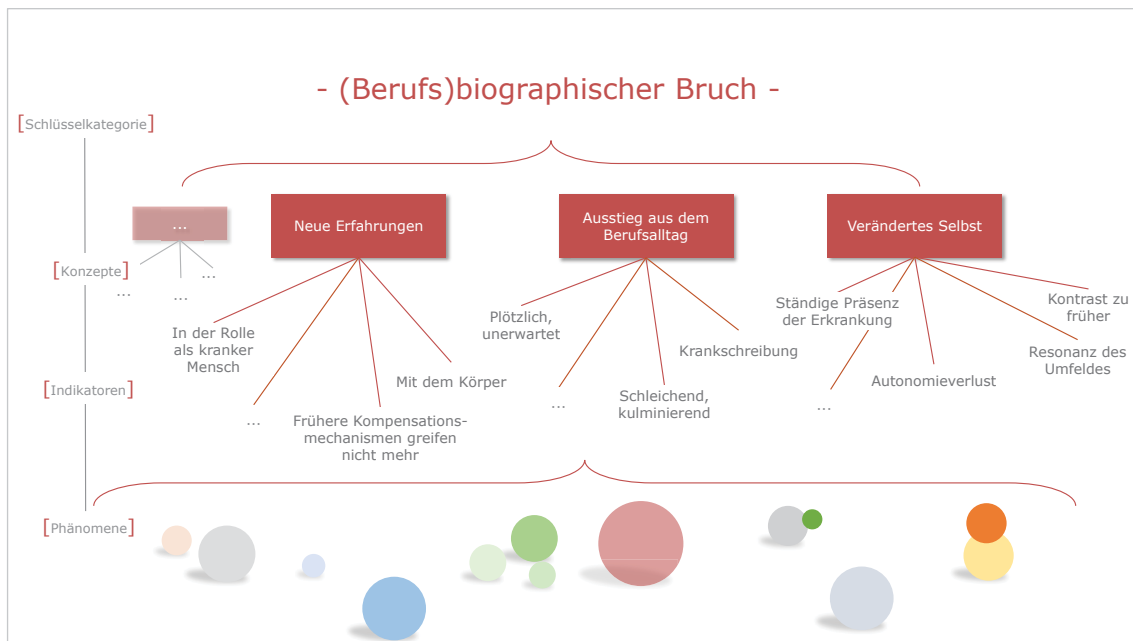 - (Berufs)biographischer Bruch -
[Schlüsselkategorie]
...
Neue Erfahrungen
Ausstieg aus dem
Berufsalltag
Verändertes Selbst
[Konzepte]
...
...
...
In der Rolle
als kranker
Mensch
...
Frühere Kompensations-
mechanismen greifen
nicht mehr
Mit dem Körper
Plötzlich,
unerwartet
...
Schleichend,
kulminierend
Krankschreibung
Ständige Präsenz
der Erkrankung
...
Autonomieverlust
Resonanz des
Umfeldes
Kontrast zu
früher
[Indikatoren]
[Phänomene]